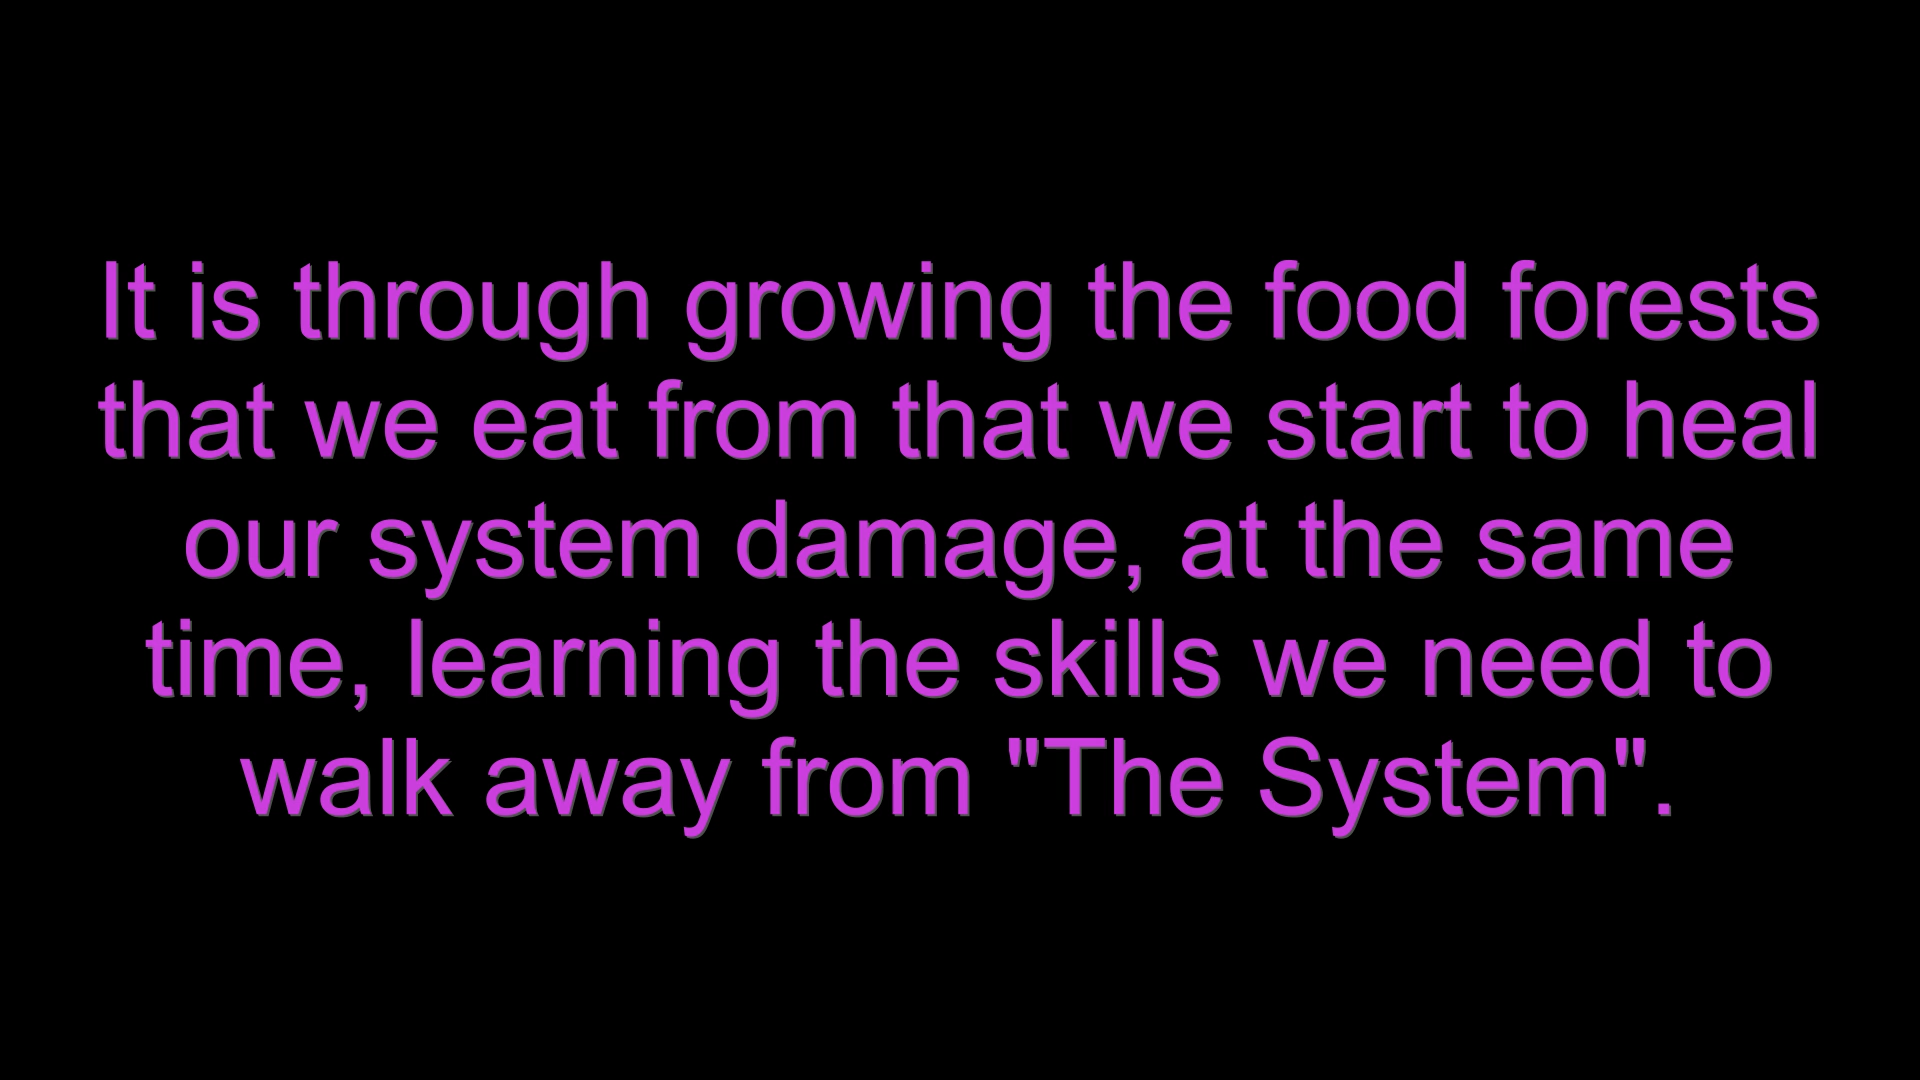 It is through growing the food forests
that we eat from that we start to heal
our system damage, at the same
time, learning the skills we need to
walk away from "The System".